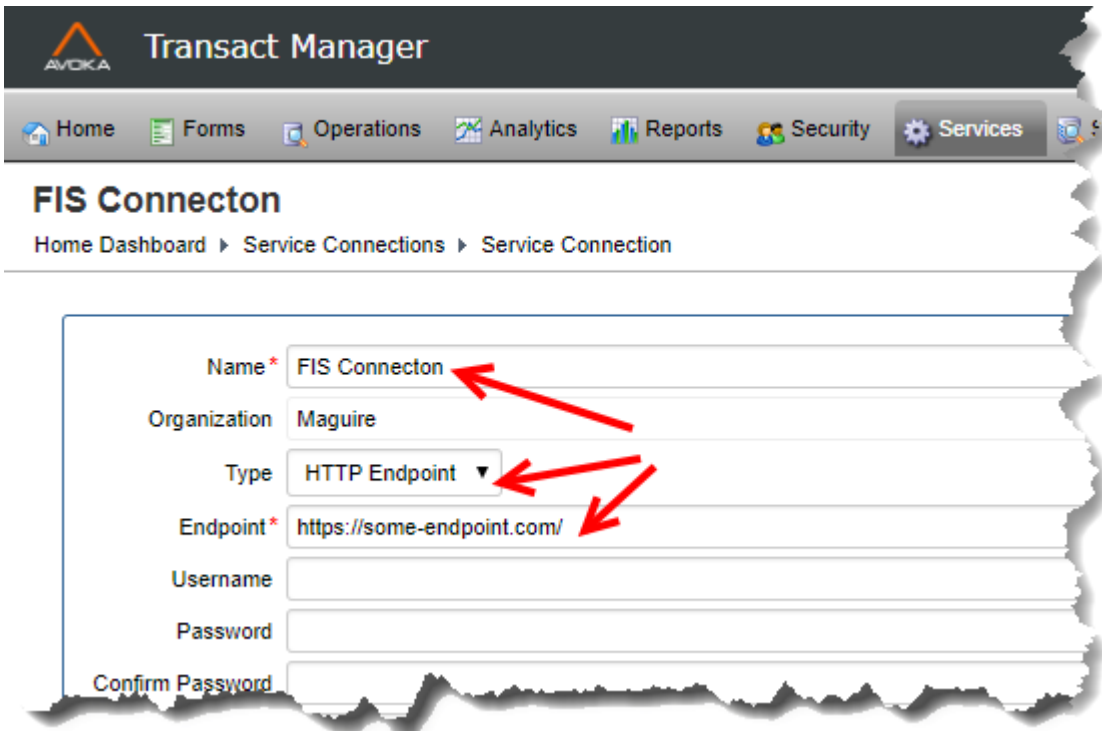 AVOKA Transact Manager
Home Forms Operations Analytics Reports Security Services
FIS Connecton
Home Dashboard Service Connections Service Connection
Name* FIS Connecton
Organization Maguire
Type HTTP Endpoint
Endpoint* https://some-endpoint.com/
Username
Password
Confirm Password